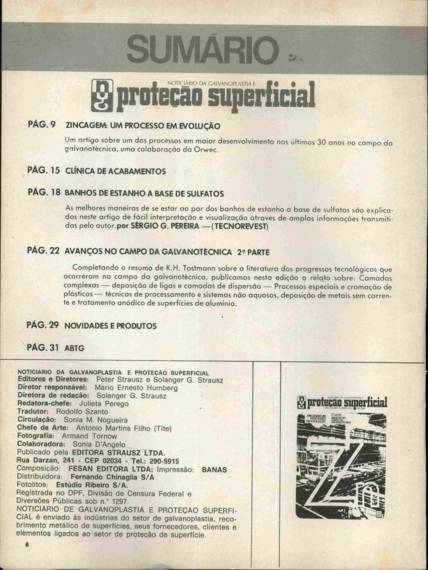 SUMÁRIO
NOTICIÁRIO DA GALVANOPLASTIA E
proteção superficial
PÁG. 9 ZINCAGEM: UM PROCESSO EM EVOLUÇÃO
Um artigo sobre um dos processos em maior desenvolvimento nos últimos 30 anos no campo da
galvanotécnica, uma colaboração da Orwec.
PÁG. 15 CLÍNICA DE ACABAMENTOS
PÁG. 18 BANHOS DE ESTANHO A BASE DE SULFATOS
As melhores maneiras de se estar ao par dos banhos de estanho a base de sulfatos são explica-
dos neste artigo de fácil interpretação e visualização através de amplas informações transmiti-
das pelo autor. por SÉRGIO G. PEREIRA — (TECNOREVEST)
PÁG. 22 AVANÇOS NO CAMPO DA GALVANOTÉCNICA 2ª PARTE
Completando o resumo de K.H. Tostmann sobre a literatura dos progressos tecnológicos que
ocorreram no campo da galvanotécnica, publicamos nesta edição o relato sobre: Camadas
complexas — deposição de ligas e camadas de dispersão — Processos especiais e cromação de
plásticos — técnicas de processamento e sistemas não aquosos, deposição de metais sem corren-
te e tratamento anódico de superfícies de alumínio.
PÁG. 29 NOVIDADES E PRODUTOS
PÁG. 31 ABTG
NOTICIARIO DA GALVANOPLASTIA E PROTEÇÃO SUPERFICIAL
Editores e Diretores: Peter Strausz e Solanger G. Strausz
Diretor responsável: Mario Ernesto Humberg
Diretora de redação: Solanger G. Strausz
Redatora-chefe: Julieta Perego
Tradutor: Rodolfo Szante
Circulação: Sonia M. Nogueira
Chefe de Arte: Antonio Martins Filho (Tite)
Fotografia: Armand Tornow
Colaboradora: Sonia D'Angelo
Publicado pela EDITORA STRAUSZ LTDA.
Rua Darzan, 241 - CEP 02034 - Tel.: 290-5915
Composição: FESAN EDITORA LTDA; Impressão: BANAS
Distribuidora: Fernando Chinaglia S/A
Fotolitos: Estúdio Ribeiro S/A.
Registrada no DPF, Divisão de Censura Federal e
Diversões Públicas sob n.° 1297.
NOTICIARIO DE GALVANOPLASTIA E PROTEÇÃO SUPERFI-
CIAL é enviado às indústrias do setor de galvanoplastia, reco-
brimento metálico de superfícies, seus fornecedores, clientes e
elementos ligados ao setor de proteção de superfície.
proteção superficial
6